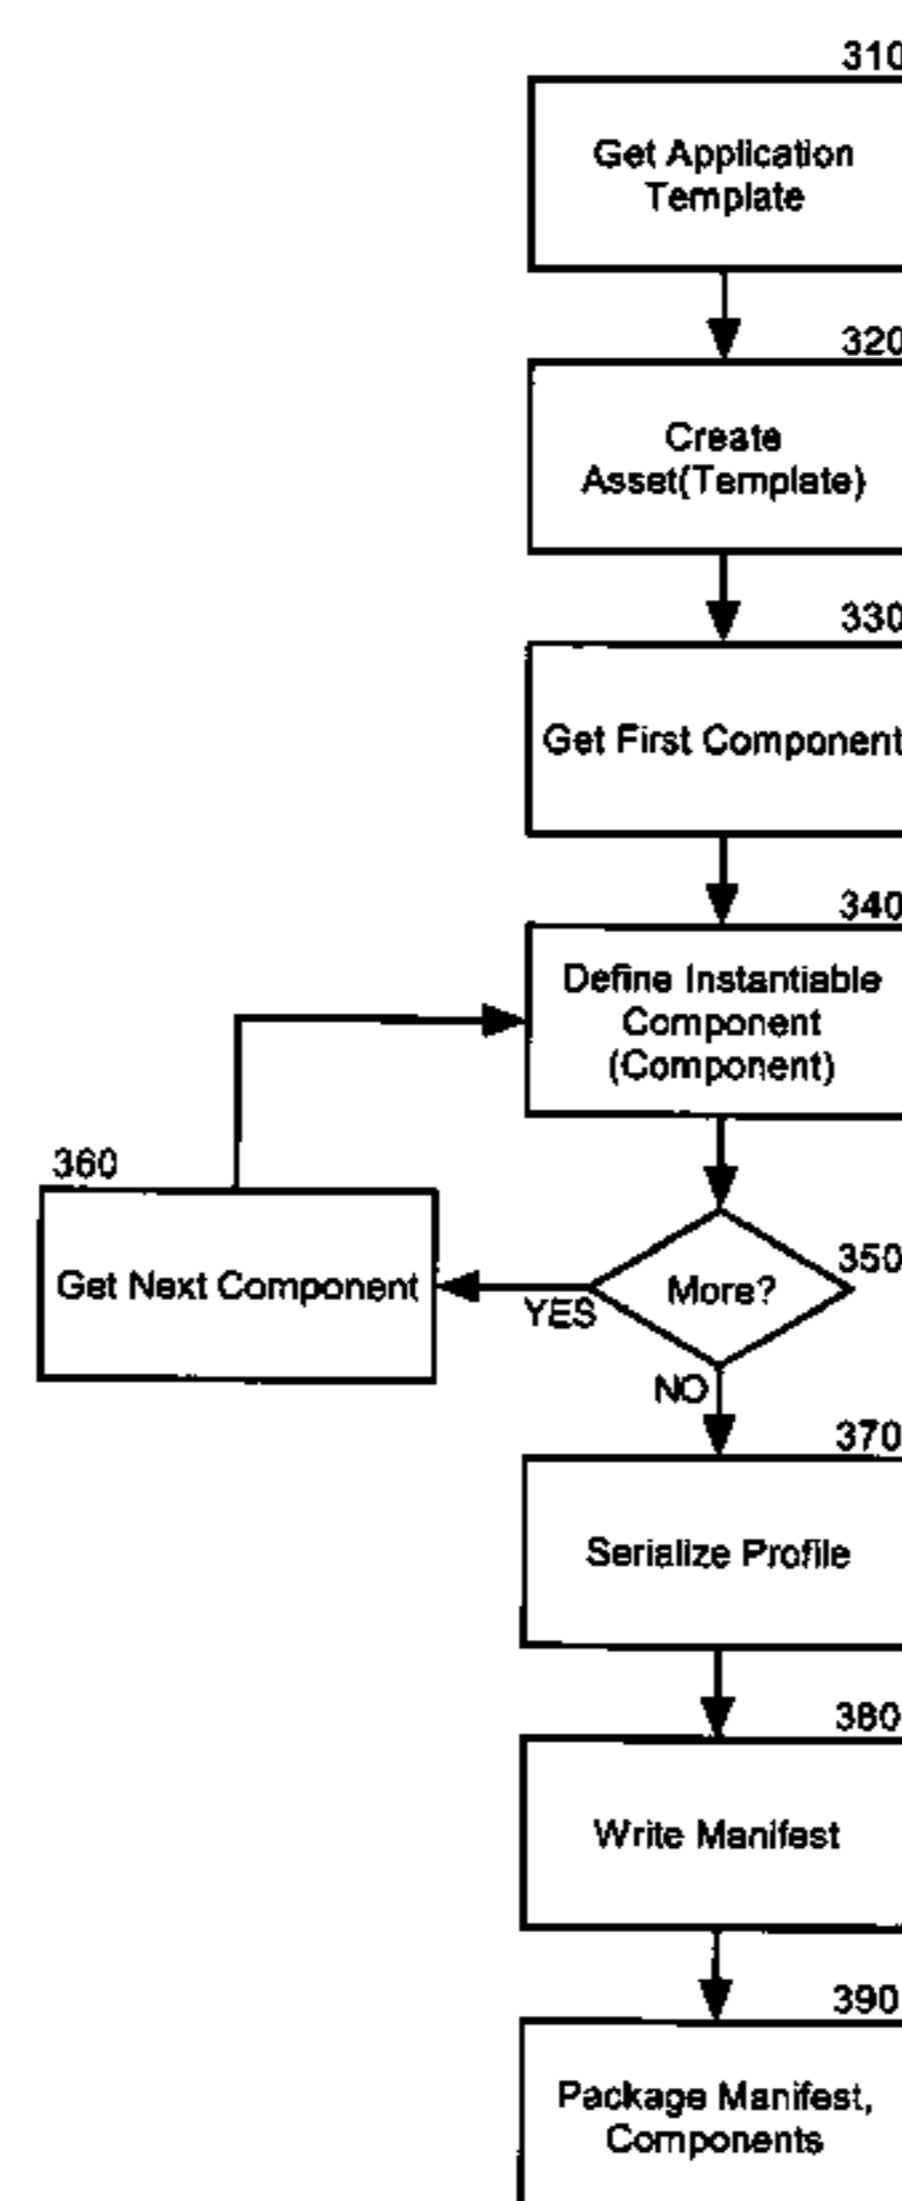 310
Get Application
Template
320
Create
Asset(Template)
330
Get First Component
340
Define Instantiable
Component
(Component)
360
Get Next Component
350
More?
YES
NO
370
Serialize Profile
380
Write Manifest
390
Package Manifest,
Components